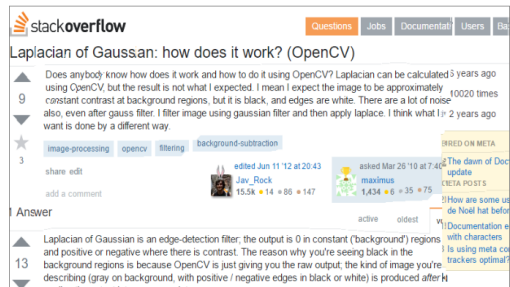 stackoverflow
Questions Jobs Documentati Users Ba
Laplacian of Gaussian: how does it work? (OpenCV)
Does anybody know how does it work and how to do it using OpenCV? Laplacian can be calculated
using OpenCV, but the result is not what I expected. I mean I expect the image to be approximately
constant contrast at background regions, but it is black, and edges are white. There are a lot of noise
also, even after gauss filter. I filter image using gaussian filter and then apply laplace. I think what I
want is done by a different way.
9
3
years ago
10020 times
2 years ago
image-processing opencv filtering background-subtraction
share edit
edited Jun 11 '12 at 20:43
Jav_Rock
15.5k 14 86 147
asked Mar 26 '10 at 7:40
maximus
1,434 6 35 75
add a comment
RED ON META
The dawn of Doc
update
META POSTS
How are some us
de Noël hat befor
Documentation e
with characters
Is using meta co
trackers optimal?
1 Answer
active oldest
13
Laplacian of Gaussian is an edge-detection filter; the output is 0 in constant ('background') regions
and positive or negative where there is contrast. The reason why you're seeing black in the
background regions is because OpenCV is just giving you the raw output; the kind of image you're
describing (gray on background, with positive / negative edges in black or white) is produced after